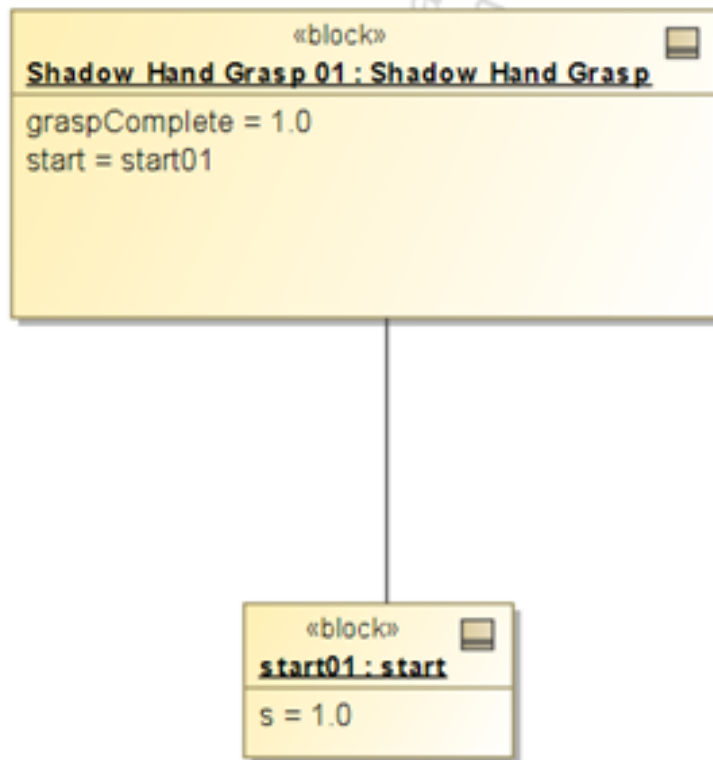 «block»
Shadow Hand Grasp 01 : Shadow Hand Grasp
graspComplete = 1.0
start = start01
«block»
start01 : start
s = 1.0